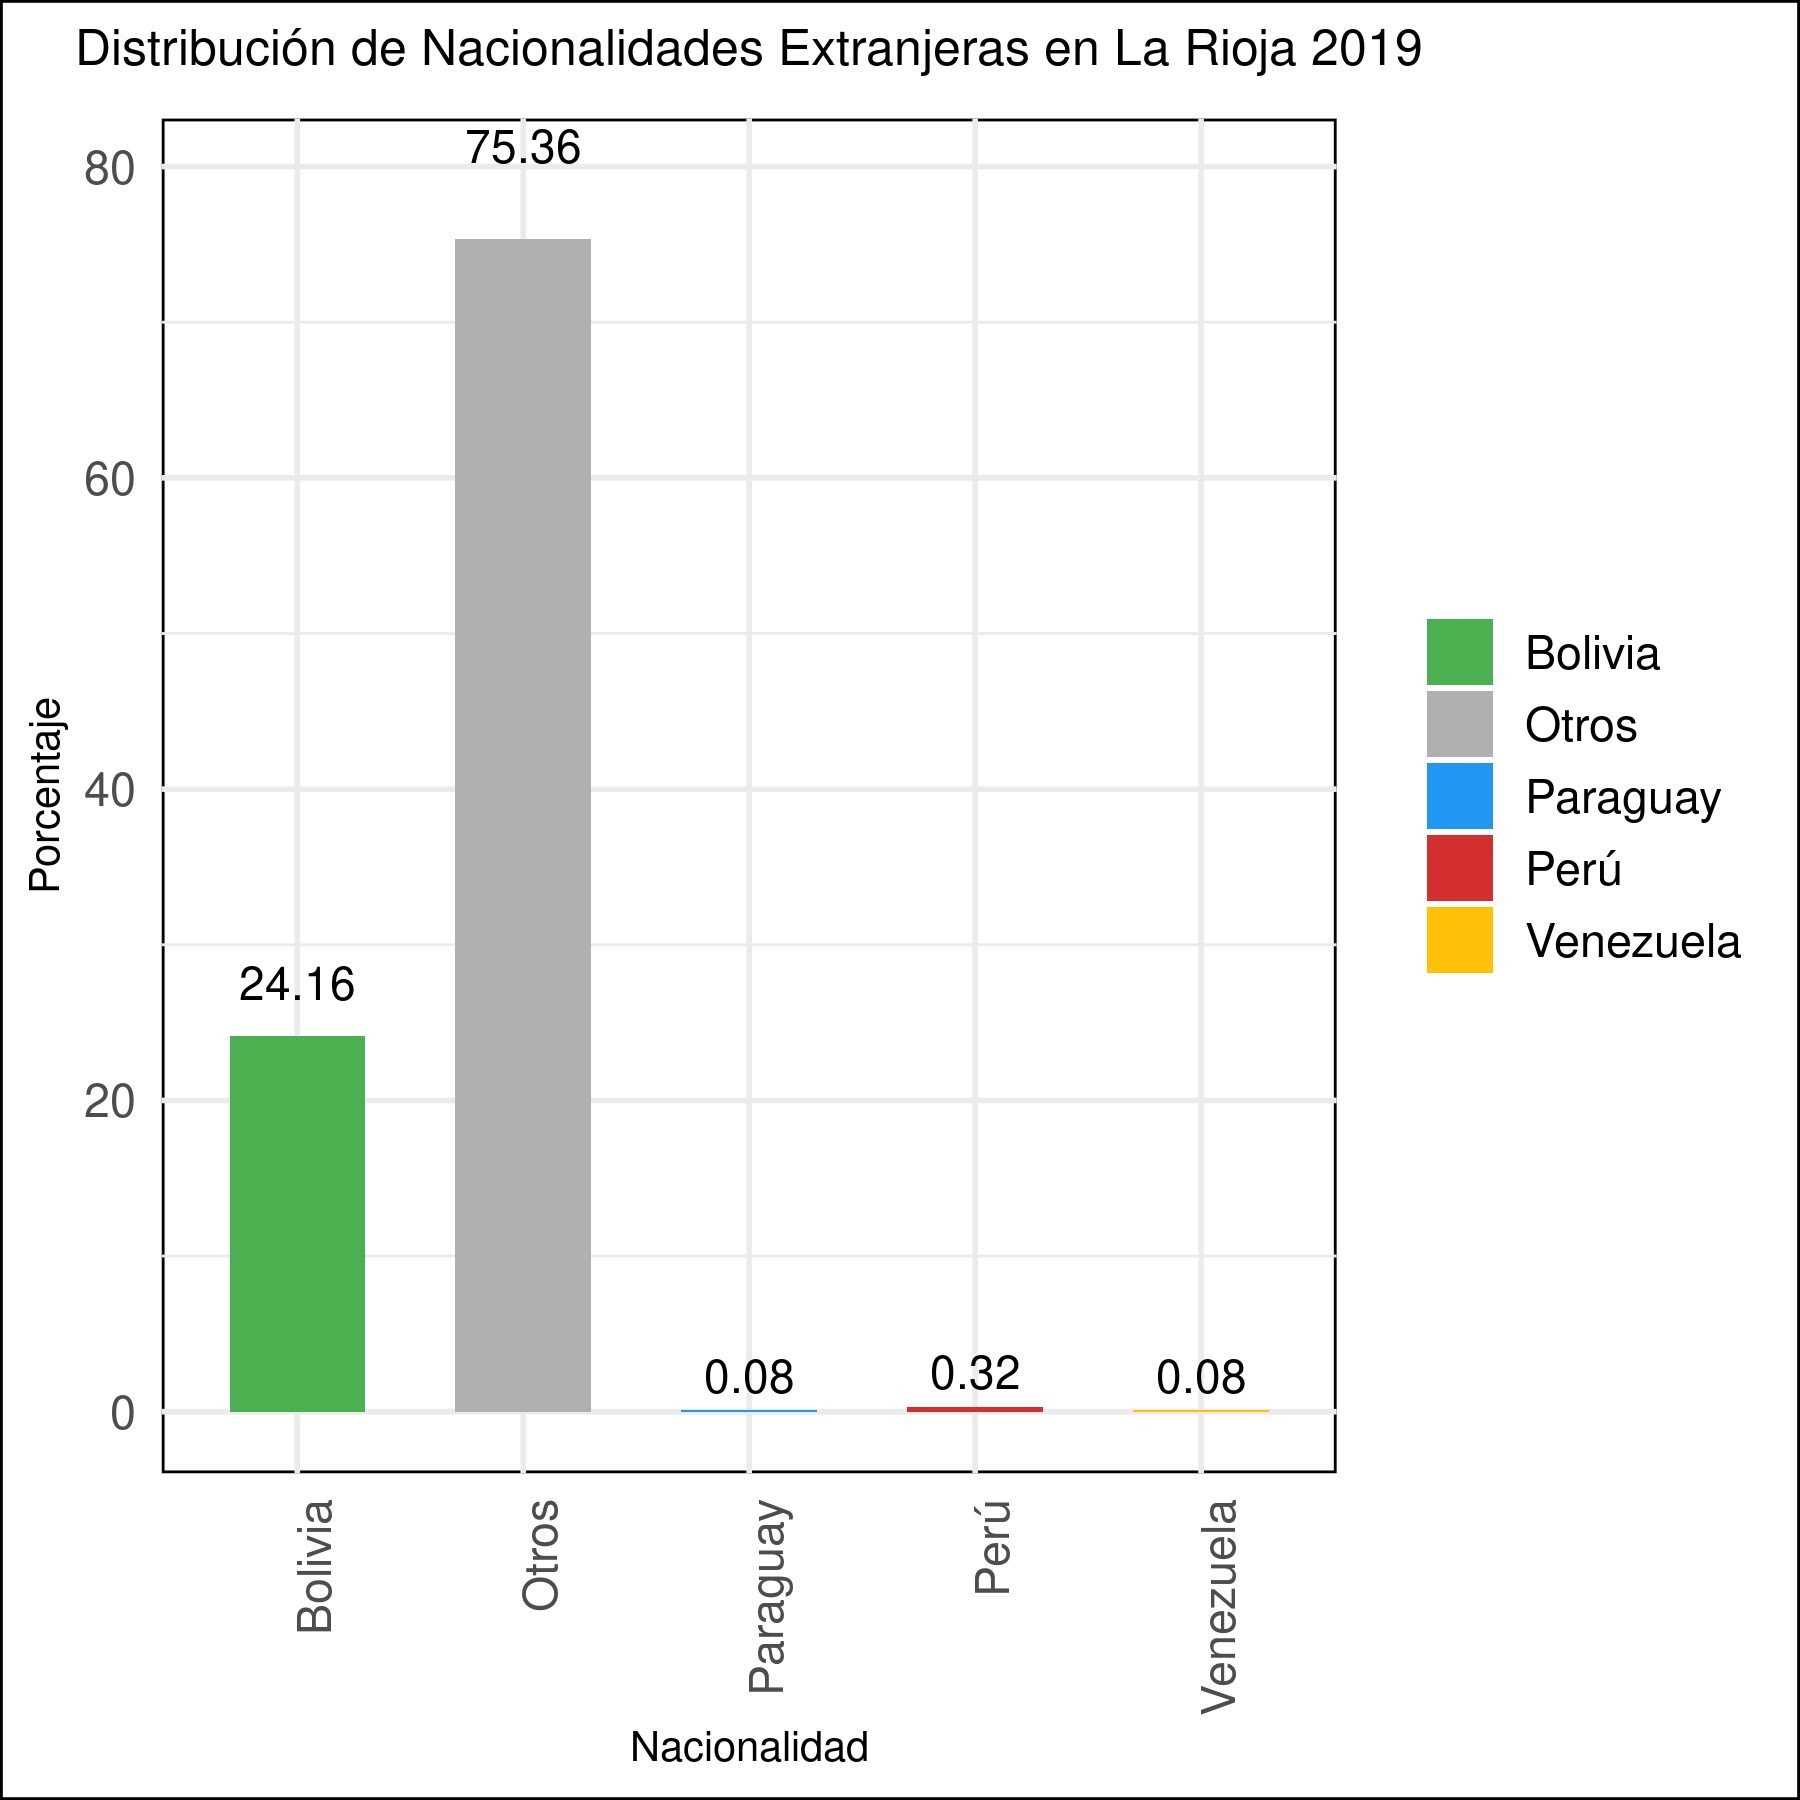 Distribución de Nacionalidades Extranjeras en La Rioja 2019
Porcentaje
80
60
40
20
0
75.36
24.16
0.08
0.32
0.08
Bolivia
Otros
Paraguay
Perú
Venezuela
Nacionalidad
Bolivia
Otros
Paraguay
Perú
Venezuela